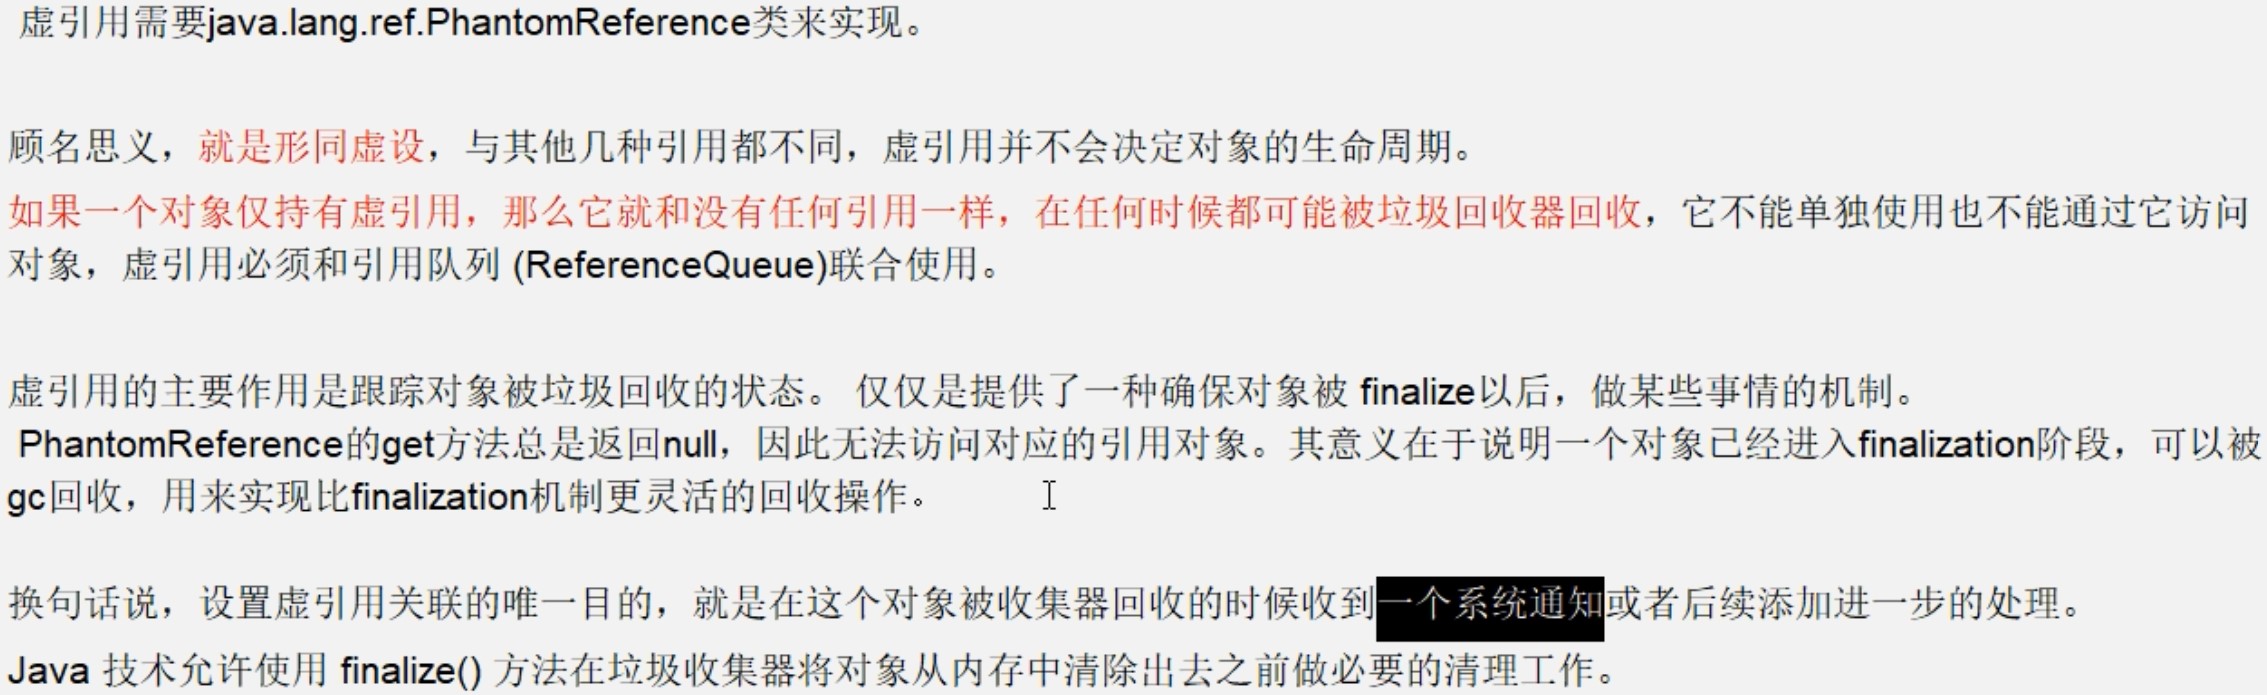 虚引用需要java.lang.ref.PhantomReference类来实现。
顾名思义，就是形同虚设，与其他几种引用都不同，虚引用并不会决定对象的生命周期。
如果一个对象仅持有虚引用，那么它就和没有任何引用一样，在任何时候都可能被垃圾回收器回收，它不能单独使用也不能通过它访问
对象，虚引用必须和引用队列 (ReferenceQueue)联合使用。
虚引用的主要作用是跟踪对象被垃圾回收的状态。 仅仅是提供了一种确保对象被 finalize以后，做某些事情的机制。
PhantomReference的get方法总是返回null，因此无法访问对应的引用对象。其意义在于说明一个对象已经进入finalization阶段，可以被
gc回收，用来实现比finalization机制更灵活的回收操作。
换句话说，设置虚引用关联的唯一目的，就是在这个对象被收集器回收的时候收到一个系统通知或者后续添加进一步的处理。
Java 技术允许使用 finalize() 方法在垃圾收集器将对象从内存中清除出去之前做必要的清理工作。